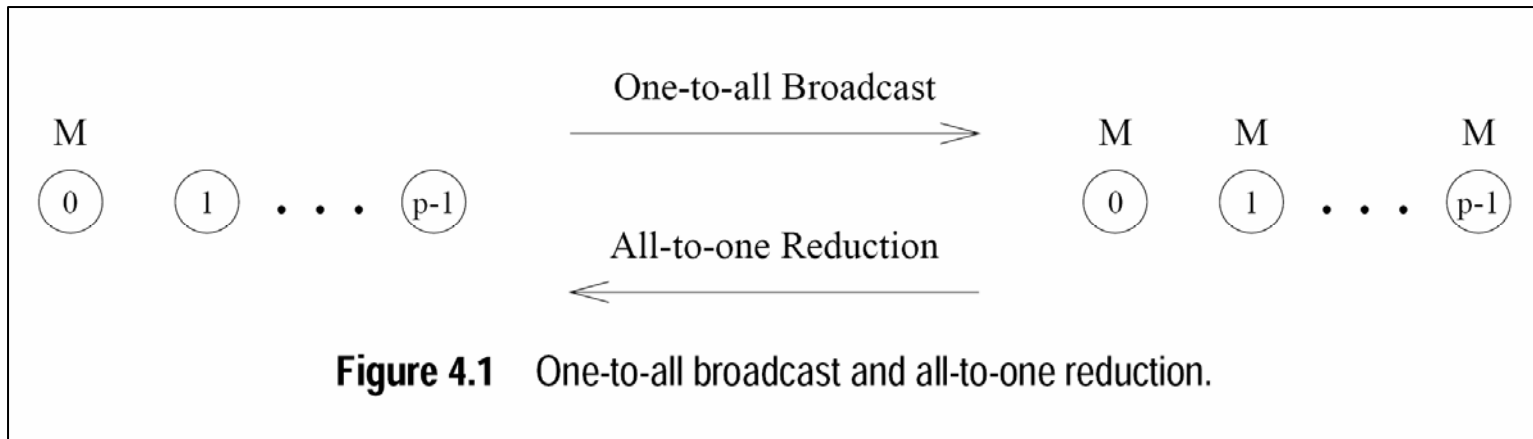 One-to-all Broadcast
M M M M
0 1 . . . p-1 0 1 . . . p-1
All-to-one Reduction
Figure 4.1 One-to-all broadcast and all-to-one reduction.